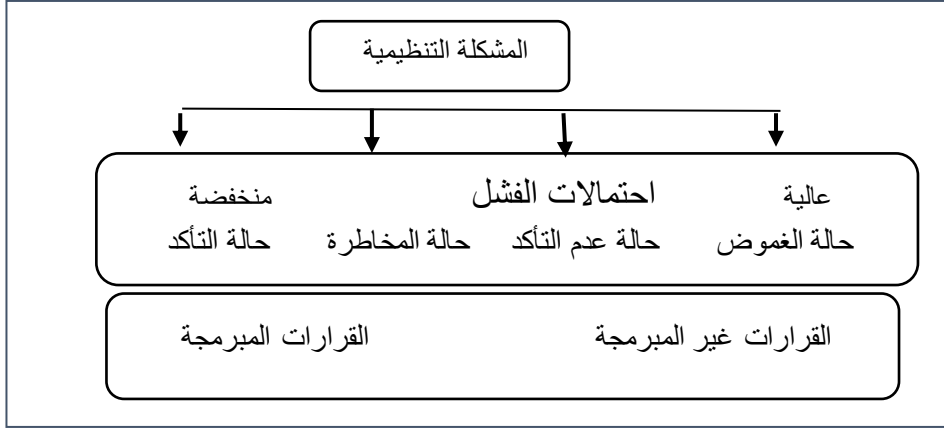 المشكلة التنظيمية
عالية احتمالات الفشل منخفضة
حالة الغموض حالة عدم التأكد حالة المخاطرة حالة التأكد
القرارات غير المبرمجة القرارات المبرمجة